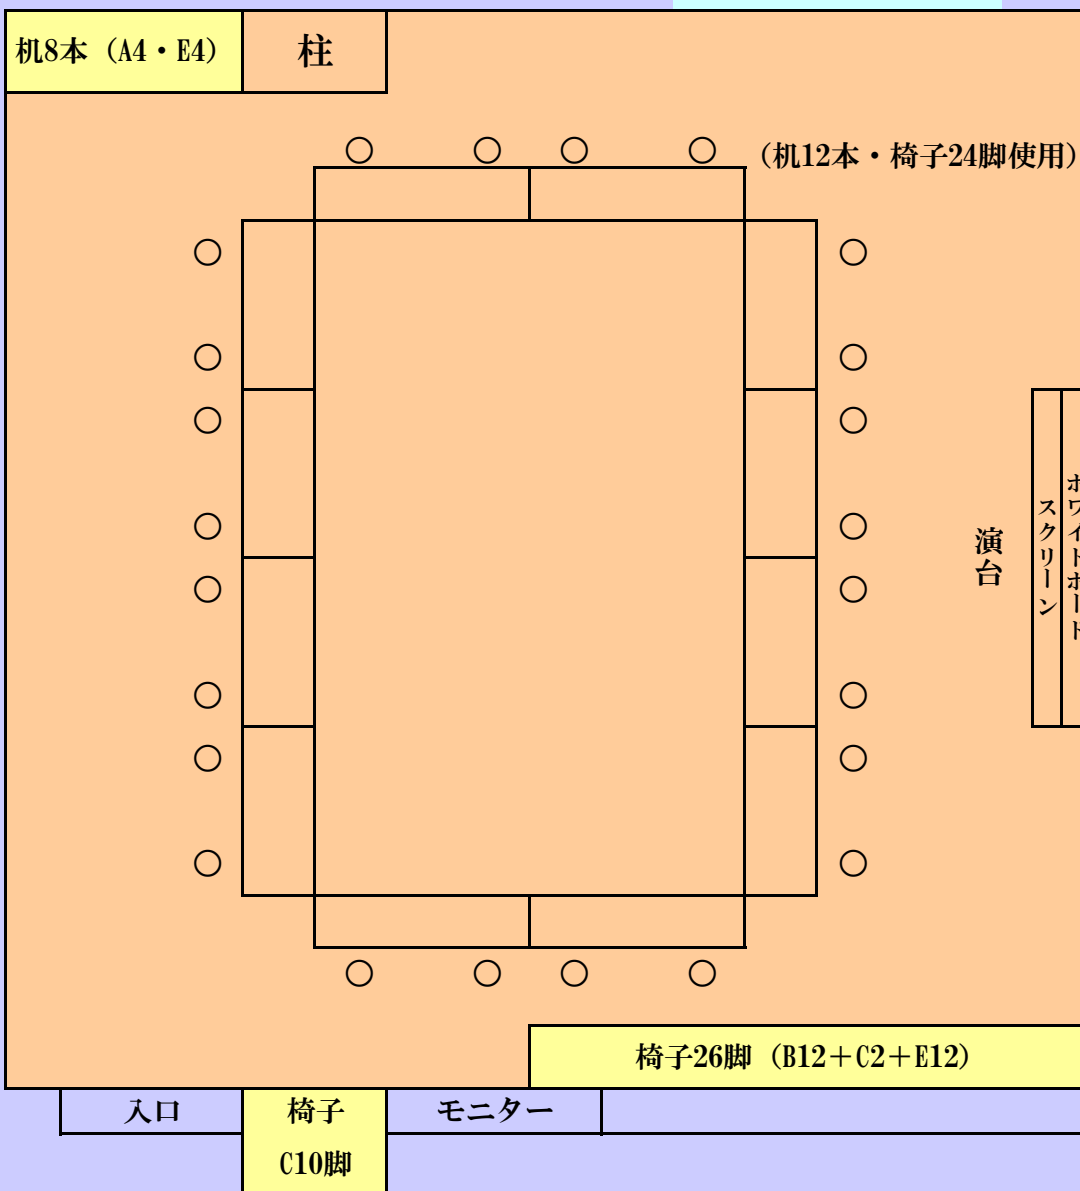 机8本（A4・E4）
柱
（机12本・椅子24脚使用）
演台
スクリーン
ホワイトボード
椅子26脚（B12＋C2＋E12）
入口
椅子
モニター
C10脚